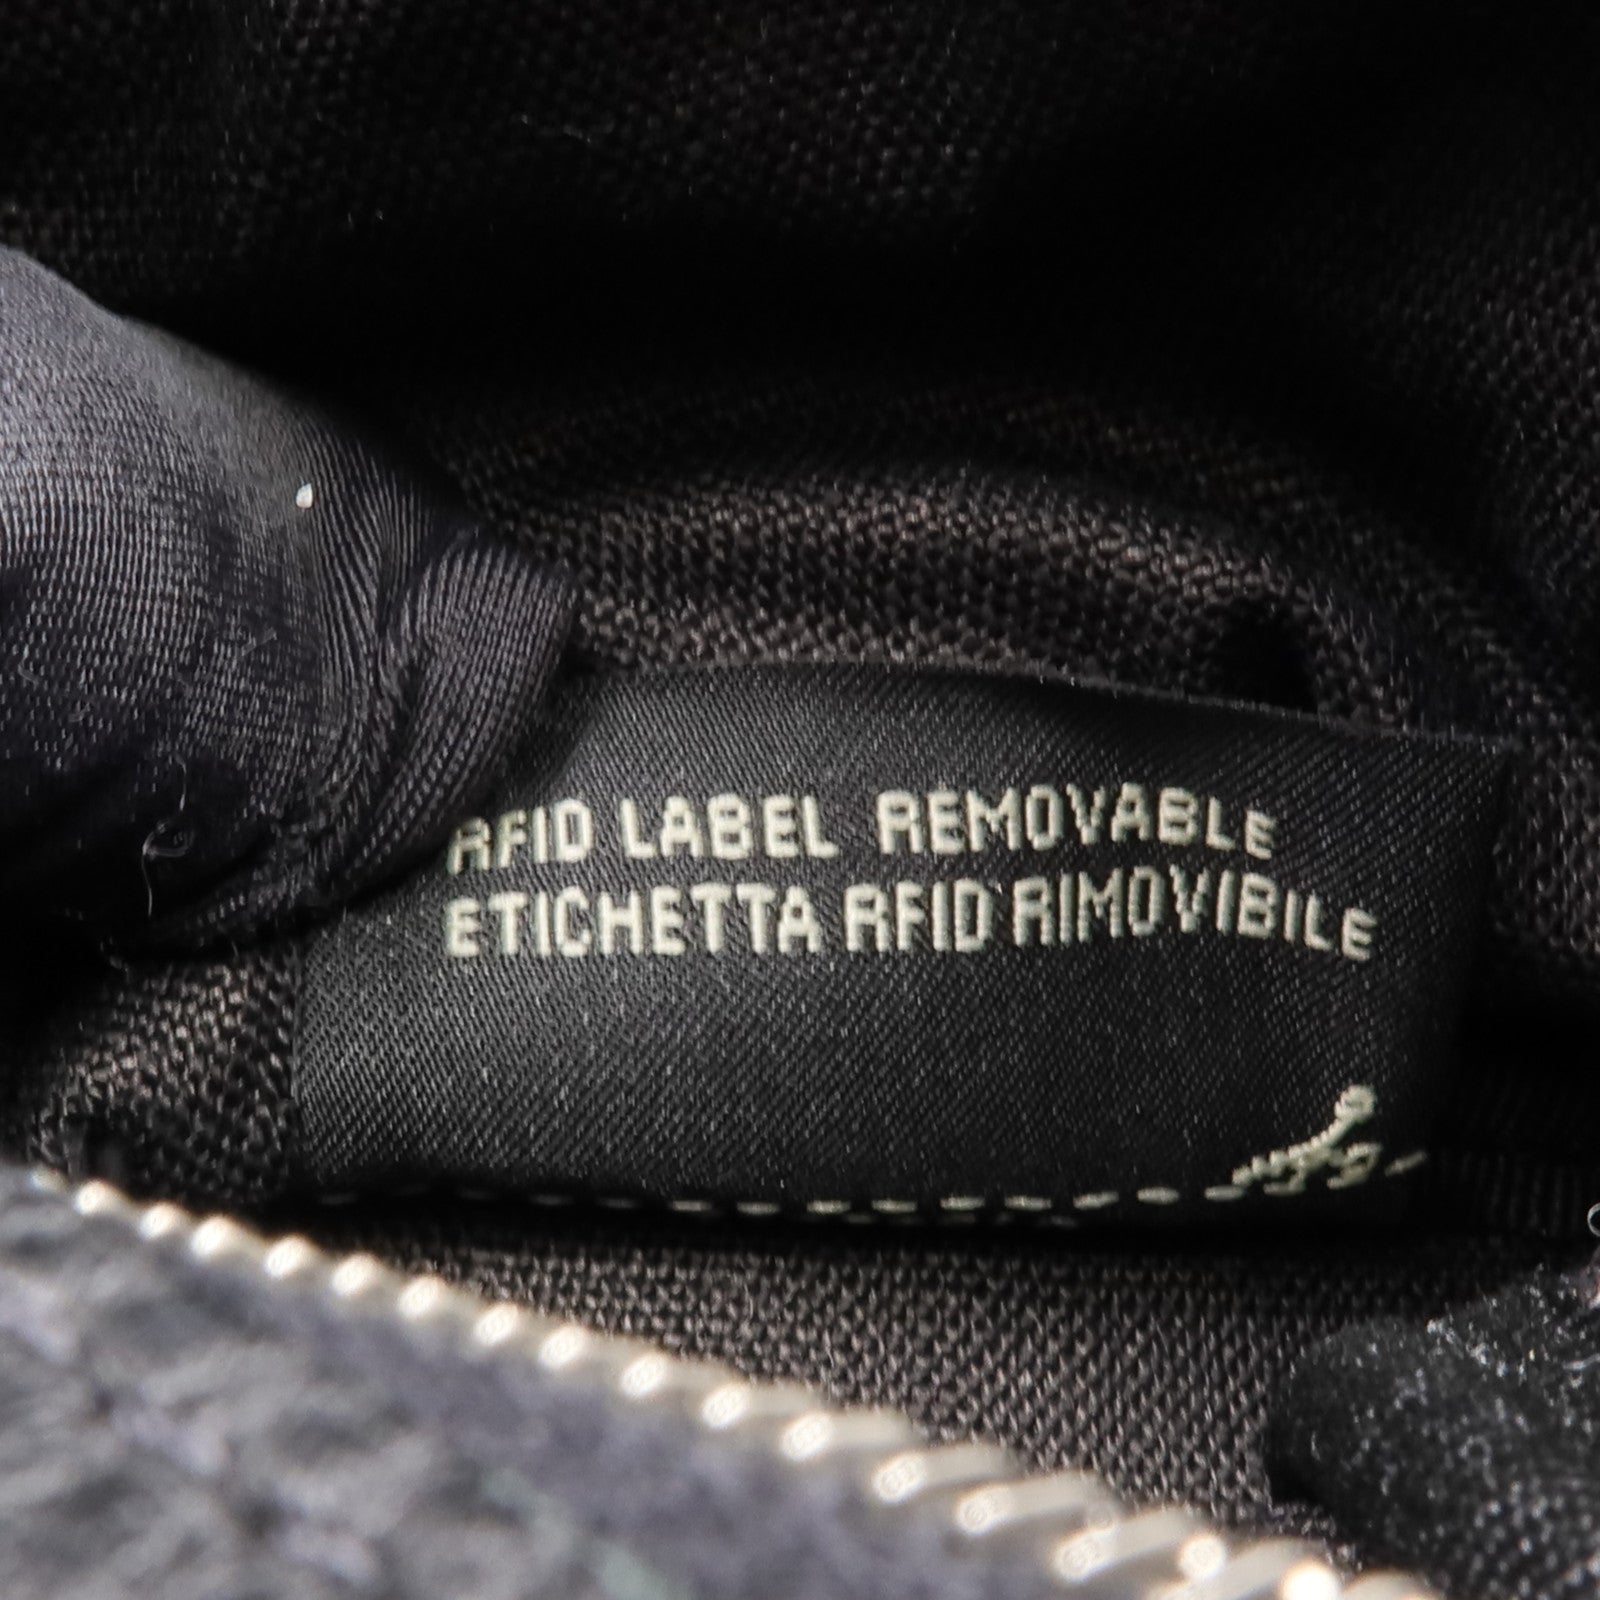 RFID LABEL REMOVABLE
ETICHETTA RFID RIMOVIBILE